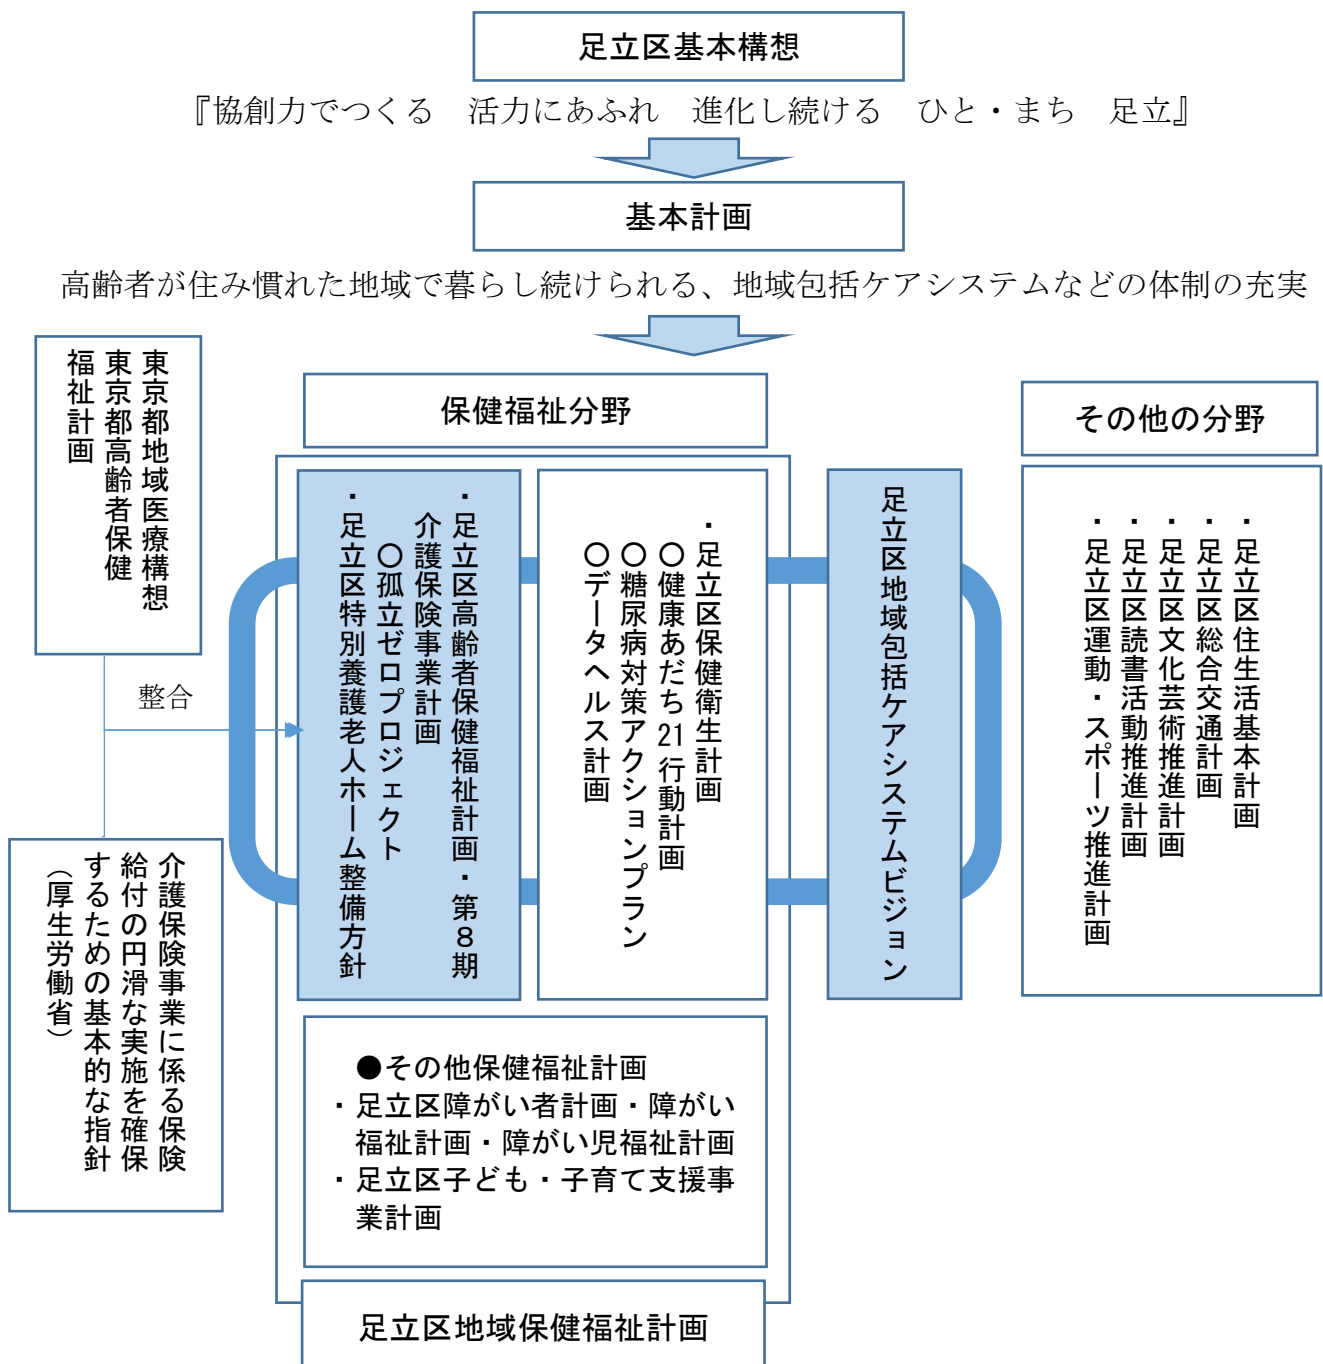 足立区基本構想
『協創力でつくる　活力にあふれ　進化し続ける　ひと・まち　足立』
基本計画
高齢者が住み慣れた地域で暮らし続けられる、地域包括ケアシステムなどの体制の充実
東京都地域医療構想
東京都高齢者保健
福祉計画
整合
介護保険事業に係る保険
給付の円滑な実施を確保
するための基本的な指針
（厚生労働省）
保健福祉分野
・足立区高齢者保健福祉計画・第８期
介護保険事業計画
○孤立ゼロプロジェクト
・足立区特別養護老人ホーム整備方針
・足立区保健衛生計画
○健康あだち21行動計画
○糖尿病対策アクションプラン
○データヘルス計画
●その他保健福祉計画
・足立区障がい者計画・障がい
福祉計画・障がい児福祉計画
・足立区子ども・子育て支援事
業計画
足立区地域保健福祉計画
足立区地域包括ケアシステムビジョン
その他の分野
・足立区住生活基本計画
・足立区総合交通計画
・足立区文化芸術推進計画
・足立区読書活動推進計画
・足立区運動・スポーツ推進計画